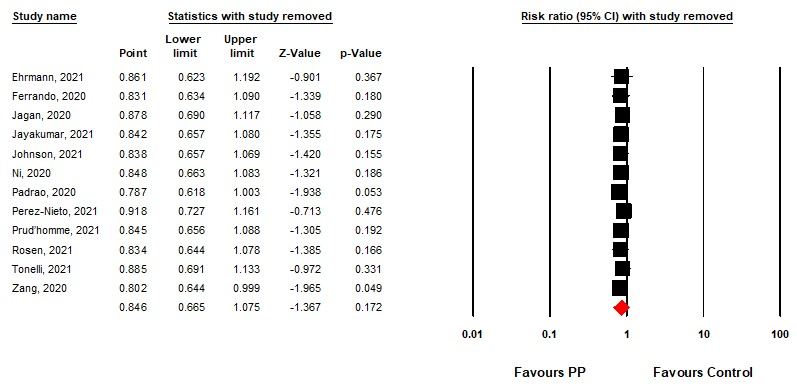 Study name Statistics with study removed Risk ratio (95% CI) with study removed
Lower Upper
Point limit limit Z-Value p-Value
Ehrmann, 2021 0.861 0.623 1.192 -0.901 0.367
Ferrando, 2020 0.831 0.634 1.090 -1.339 0.180
Jagan, 2020 0.878 0.690 1.117 -1.058 0.290
Jayakumar, 2021 0.842 0.657 1.080 -1.355 0.175
Johnson, 2021 0.838 0.657 1.069 -1.420 0.155
Ni, 2020 0.848 0.663 1.083 -1.321 0.186
Padrao, 2020 0.787 0.618 1.003 -1.938 0.053
Perez-Nieto, 2021 0.918 0.727 1.161 -0.713 0.476
Prud'homme, 2021 0.845 0.656 1.088 -1.305 0.192
Rosen, 2021 0.834 0.644 1.078 -1.385 0.166
Tonelli, 2021 0.885 0.691 1.133 -0.972 0.331
Zang, 2020 0.802 0.644 0.999 -1.965 0.049
0.846 0.665 1.075 -1.367 0.172
0.01 0.1 1 10 100
Favours PP Favours Control